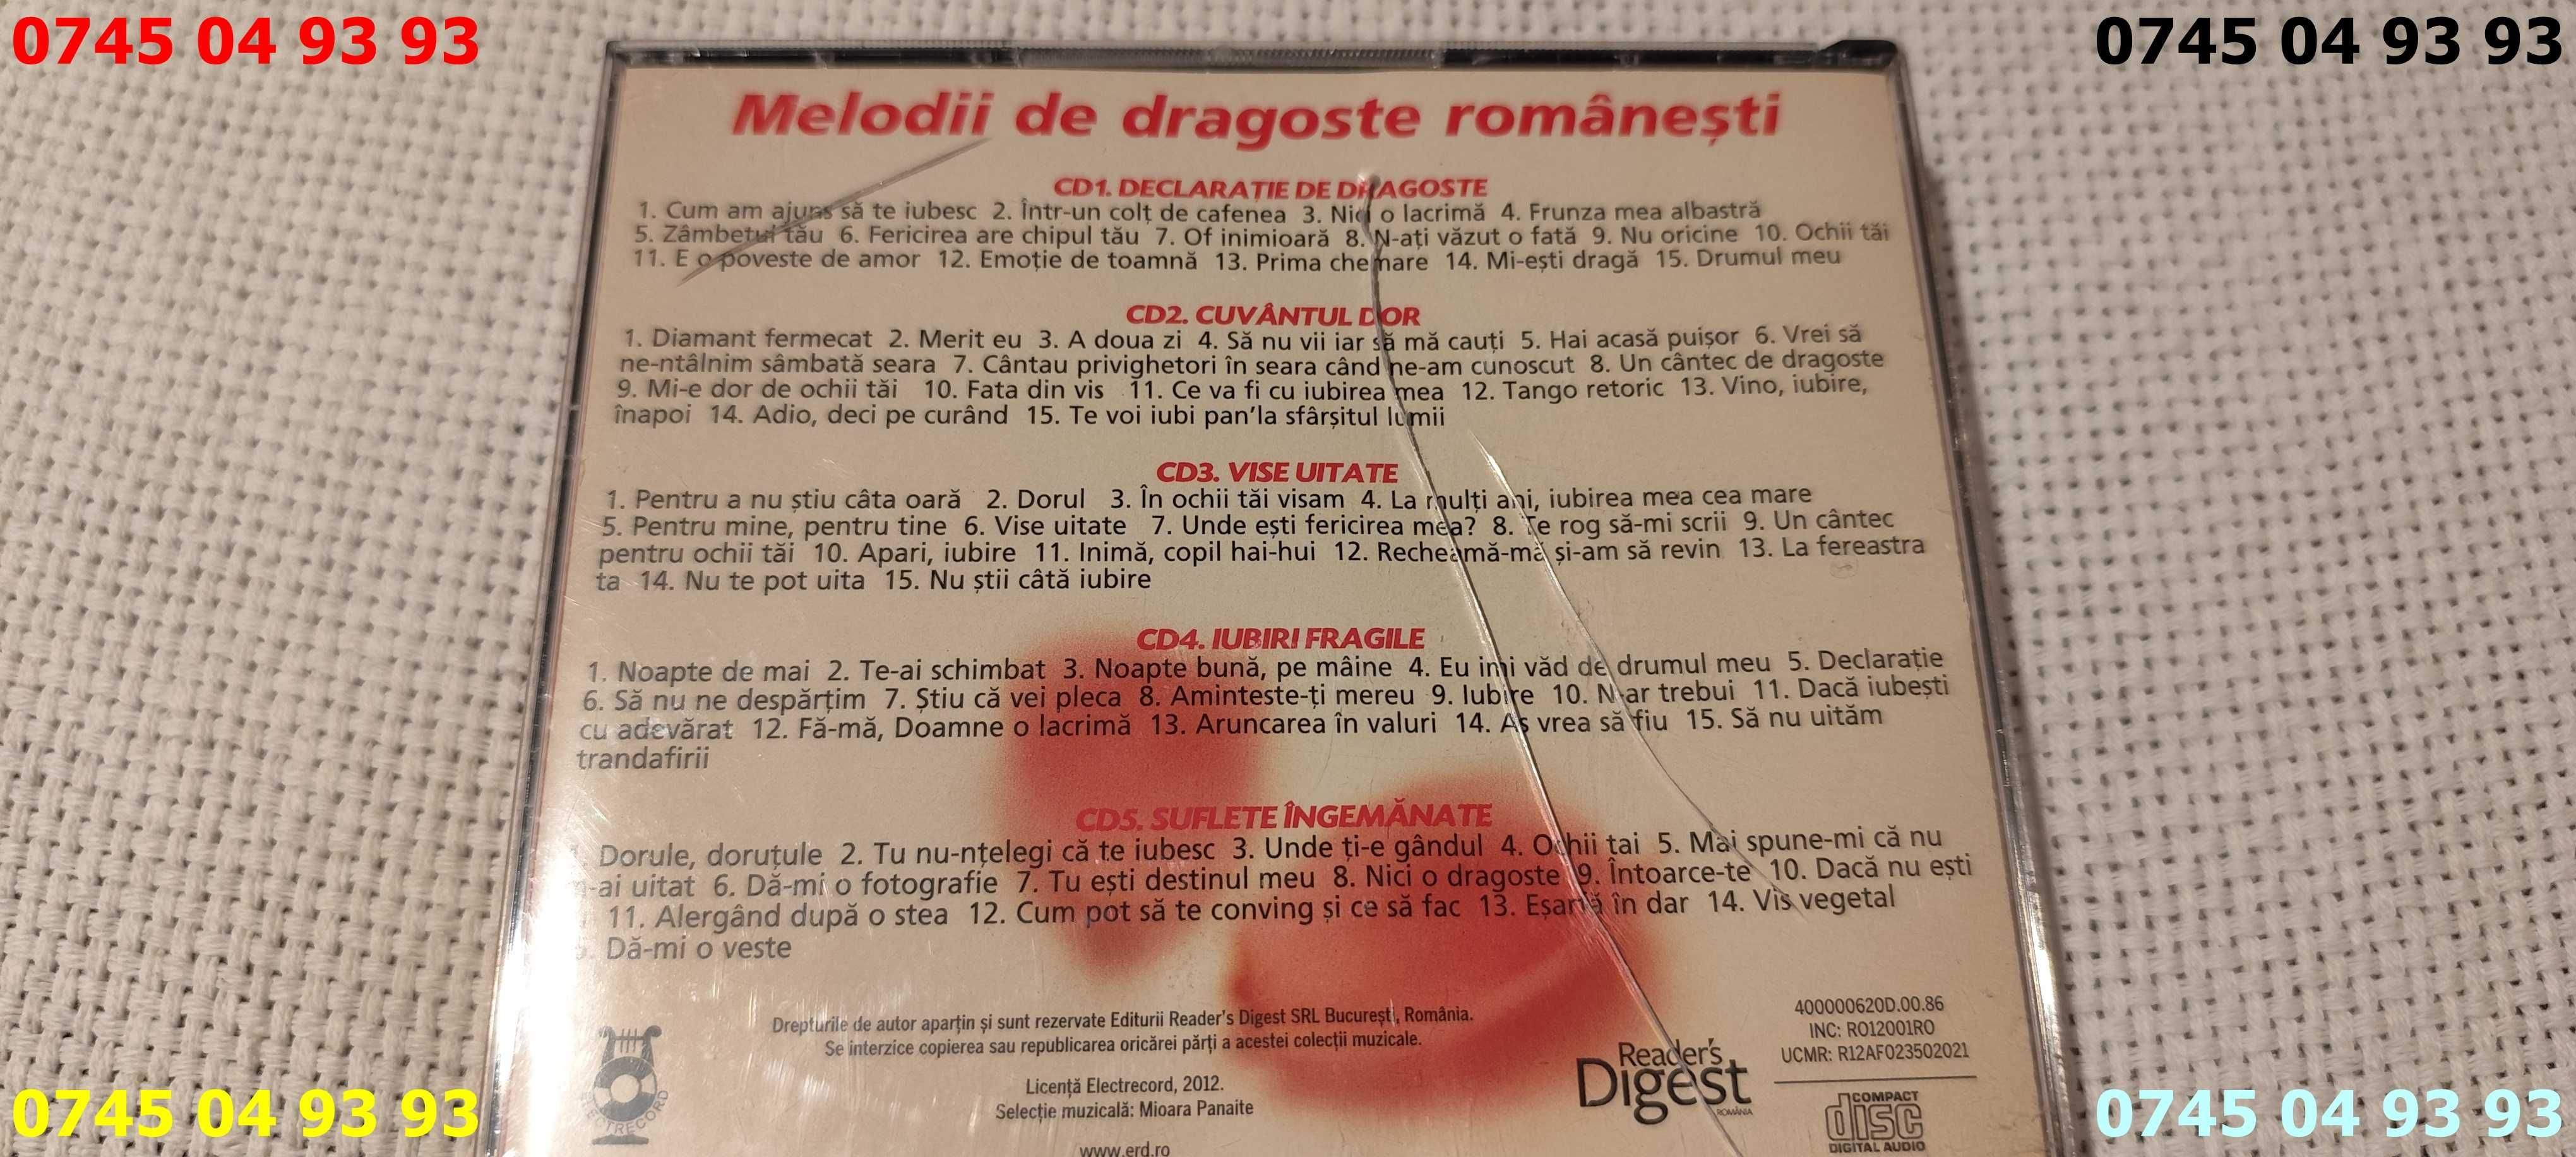 0745 04 93 93
0745 04 93 93
Melodii de dragoste românești
CD1. DECLARAȚIE DE DRAGOSTE
1. Cum am ajuns să te iubesc 2. Într-un colț de cafenea 3. Nici o lacrimă 4. Frunza mea albastră
5. Zâmbetul tău 6. Fericirea are chipul tău 7. Of inimioară 8. N-ați văzut o fată 9. Nu oricine 10. Ochii tăi
11. E o poveste de amor 12. Emoție de toamnă 13. Prima chemare 14. Mi-ești dragă 15. Drumul meu
CD2. CUVÂNTUL DOR
1. Diamant fermecat 2. Merit eu 3. A doua zi 4. Să nu vii iar să mă cauți 5. Hai acasă puișor 6. Vrei să
ne-ntâlnim sâmbată seara 7. Cântau privighetori în seara când ne-am cunoscut 8. Un cântec de dragoste
9. Mi-e dor de ochii tăi 10. Fata din vis 11. Ce va fi cu iubirea mea 12. Tango retoric 13. Vino, iubire,
înapoi 14. Adio, deci pe curând 15. Te voi iubi pan'la sfârșitul lumii
CD3. VISE UITATE
1. Pentru a nu știu câta oară 2. Dorul 3. În ochii tăi visam 4. La mulți ani, iubirea mea cea mare
5. Pentru mine, pentru tine 6. Vise uitate 7. Unde ești fericirea mea? 8. Te rog să-mi scrii 9. Un cântec
pentru ochii tăi 10. Apari, iubire 11. Inimă, copil hai-hui 12. Recheamă-mă și-am să revin 13. La fereastra
ta 14. Nu te pot uita 15. Nu știi câtă iubire
CD4. IUBIRI FRAGILE
1. Noapte de mai 2. Te-ai schimbat 3. Noapte bună, pe mâine 4. Eu imi văd de drumul meu 5. Declarație
6. Să nu ne despărțim 7. Știu că vei pleca 8. Aminteste-ți mereu 9. Iubire 10. N-ar trebui 11. Dacă iubești
cu adevărat 12. Fă-mă, Doamne o lacrimă 13. Aruncarea în valuri 14. Aș vrea să fiu 15. Să nu uităm
trandafirii
CD5. SUFLETE ÎNGEMĂNATE
Dorule, doruțule 2. Tu nu-nțelegi că te iubesc 3. Unde ți-e gândul 4. Ochii tai 5. Mai spune-mi că nu
-ai uitat 6. Dă-mi o fotografie 7. Tu ești destinul meu 8. Nici o dragoste 9. Întoarce-te 10. Dacă nu ești
11. Alergând după o stea 12. Cum pot să te conving și ce să fac 13. Eșarfă în dar 14. Vis vegetal
Dă-mi o veste
Drepturile de autor aparțin și sunt rezervate Editurii Reader's Digest SRL București, România.
Se interzice copierea sau republicarea oricărei părți a acestei colecții muzicale.
Licență Electrecord, 2012.
Selecție muzicală: Mioara Panaite
www.erd.ro
ELECTRECORD
Reader's
Digest
ROMÂNIA
400000620D.00.86
INC: RO12001RO
UCMR: R12AF023502021
COMPACT
disc
DIGITAL AUDIO
0745 04 93 93
0745 04 93 93